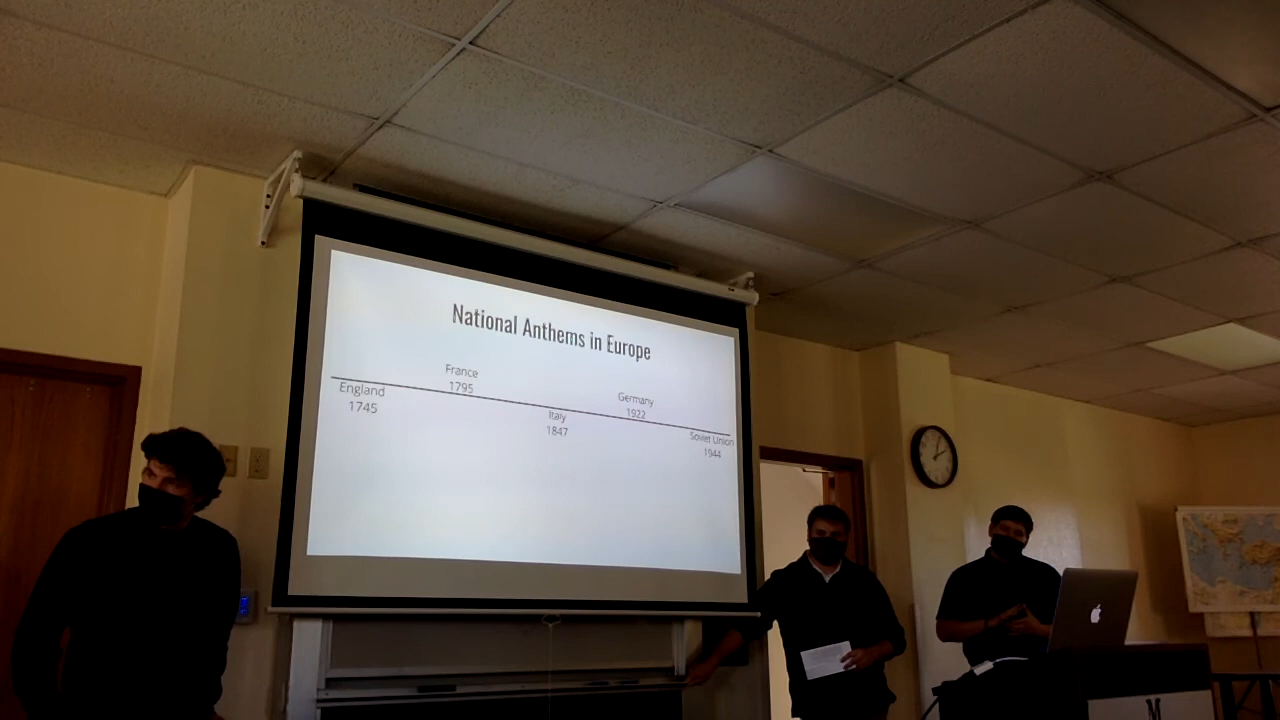 National Anthems in Europe
France
1795
England
1745
Germany
1922
Italy
1847
Soviet Union
1944